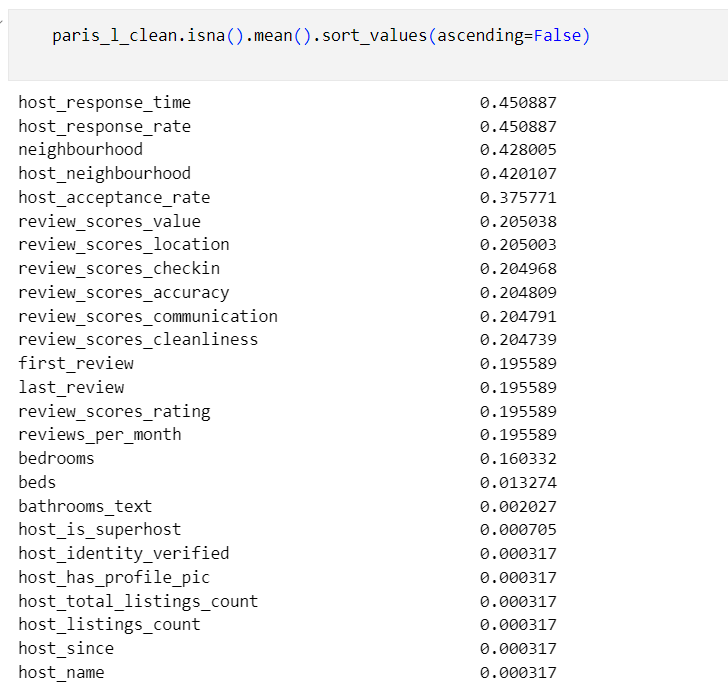 paris_l_clean.isna().mean().sort_values(ascending=False)
host_response_time 0.450887
host_response_rate 0.450887
neighbourhood 0.428005
host_neighbourhood 0.420107
host_acceptance_rate 0.375771
review_scores_value 0.205038
review_scores_location 0.205003
review_scores_checkin 0.204968
review_scores_accuracy 0.204809
review_scores_communication 0.204791
review_scores_cleanliness 0.204739
first_review 0.195589
last_review 0.195589
review_scores_rating 0.195589
reviews_per_month 0.195589
bedrooms 0.160332
beds 0.013274
bathrooms_text 0.002027
host_is_superhost 0.000705
host_identity_verified 0.000317
host_has_profile_pic 0.000317
host_total_listings_count 0.000317
host_listings_count 0.000317
host_since 0.000317
host_name 0.000317